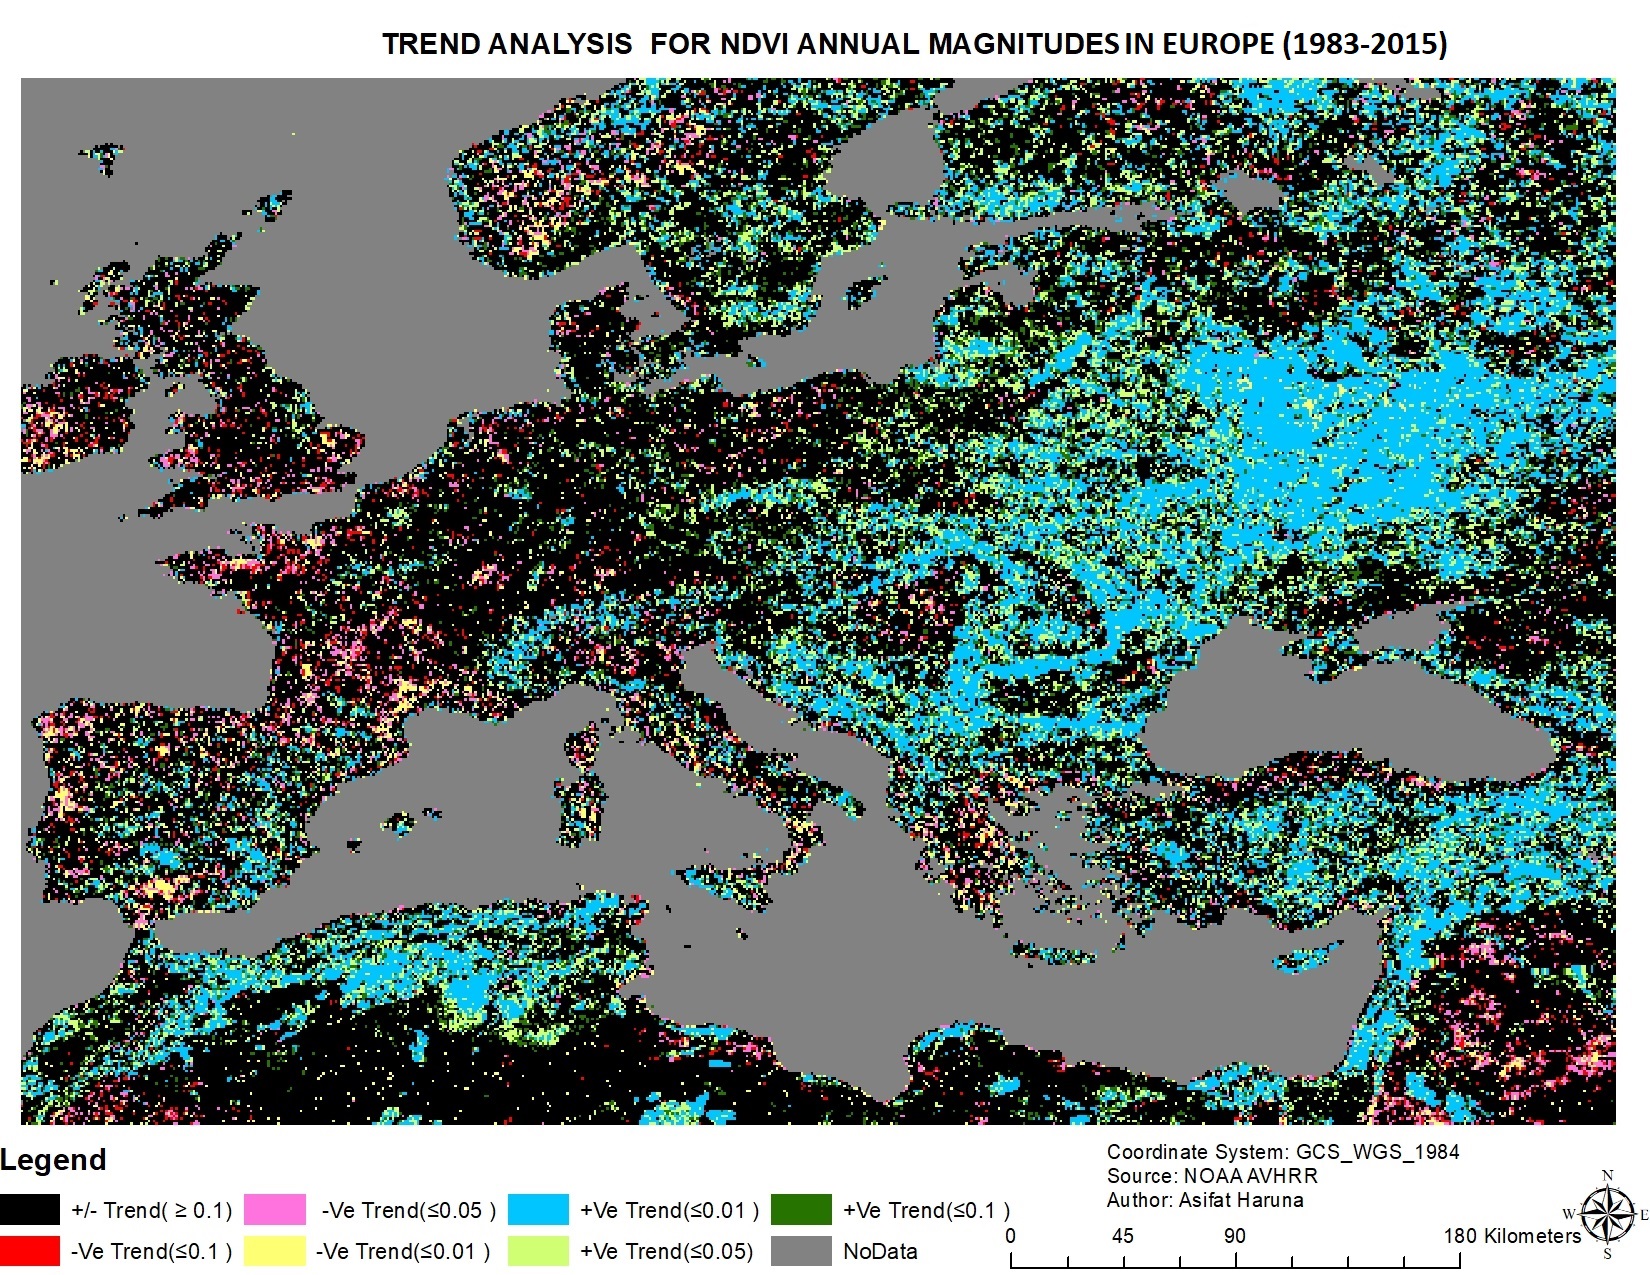 TREND ANALYSIS FOR NDVI ANNUAL MAGNITUDES IN EUROPE (1983-2015)
Legend
+/- Trend( ≥ 0.1)
-Ve Trend(≤0.05 )
+Ve Trend(≤0.01 )
+Ve Trend(≤0.1 )
-Ve Trend(≤0.1 )
-Ve Trend(≤0.01 )
+Ve Trend(≤0.05)
NoData
Coordinate System: GCS_WGS_1984
Source: NOAA AVHRR
Author: Asifat Haruna
0 45 90 180 Kilometers
N
W E
S